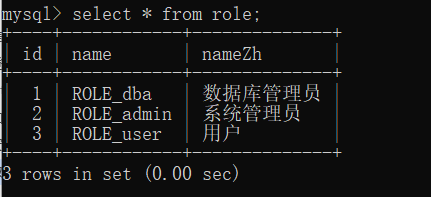 mysql> select * from role;
+----+------------+--------------+
| id | name       | nameZh       |
+----+------------+--------------+
|  1 | ROLE_dba   | 数据库管理员 |
|  2 | ROLE_admin | 系统管理员   |
|  3 | ROLE_user  | 用户         |
+----+------------+--------------+
3 rows in set (0.00 sec)